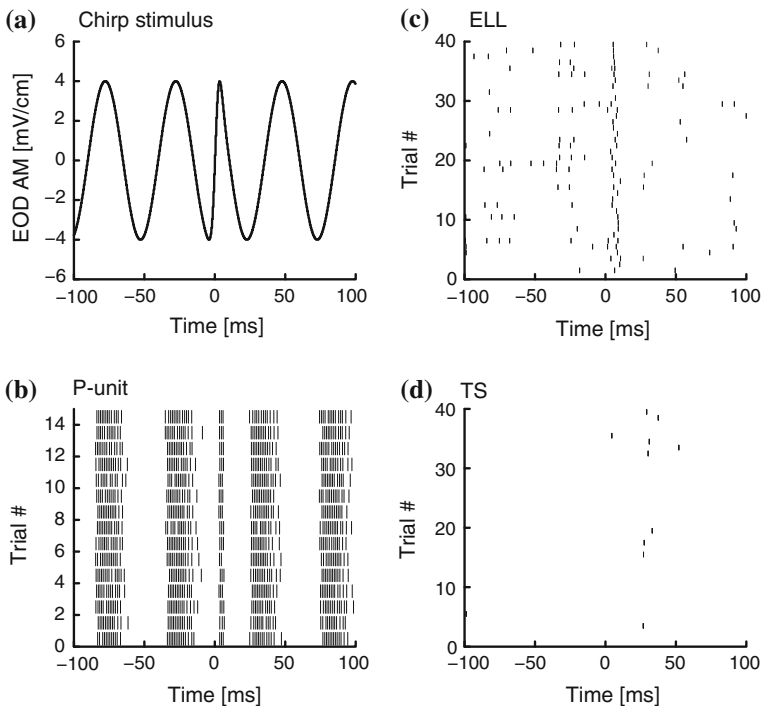 (a) Chirp stimulus
6
4
2
0
−2
−4
−6
EOD AM [mV/cm]
−100 −50 0 50 100
Time [ms]
(b) P-unit
14
12
10
8
6
4
2
0
Trial #
−100 −50 0 50 100
Time [ms]
(c) ELL
40
30
20
10
0
Trial #
−100 −50 0 50 100
Time [ms]
(d) TS
40
30
20
10
0
Trial #
−100 −50 0 50 100
Time [ms]